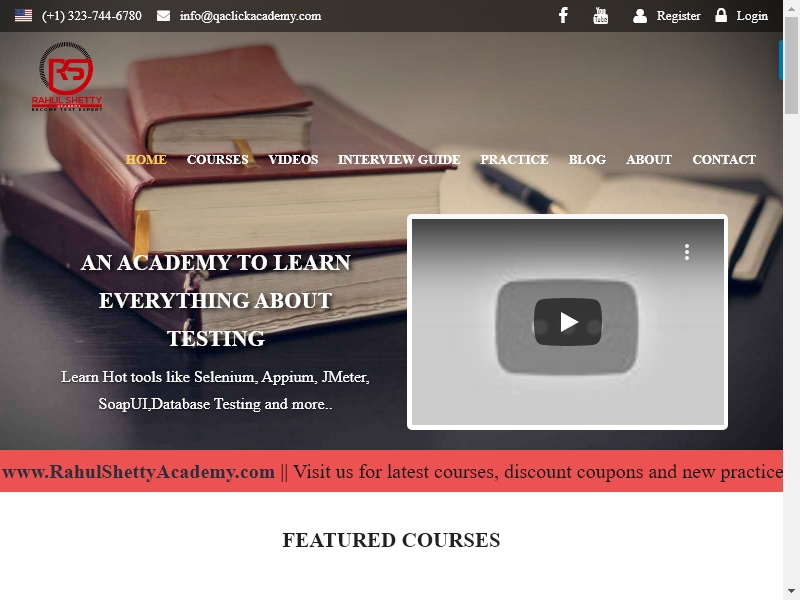 (+1) 323-744-6780 info@qaclickacademy.com You Tube Register Login
RS
RAHUL SHETTY
ACADEMY
HOME COURSES VIDEOS INTERVIEW GUIDE PRACTICE BLOG ABOUT CONTACT
AN ACADEMY TO LEARN
EVERYTHING ABOUT
TESTING
Learn Hot tools like Selenium, Appium, JMeter,
SoapUI,Database Testing and more..
www.RahulShettyAcademy.com || Visit us for latest courses, discount coupons and new practice
FEATURED COURSES